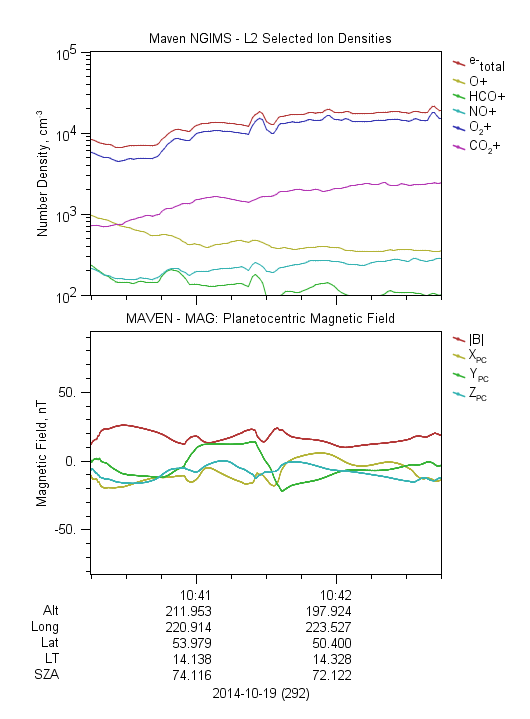 Maven NGIMS - L2 Selected Ion Densities
10^5
10^4
10^3
10^2
Number Density, cm^-3
e-total
O+
HCO+
NO+
O2+
CO2+
MAVEN - MAG: Planetocentric Magnetic Field
50.
0.
-50.
Magnetic Field, nT
|B|
XPC
YPC
ZPC
10:41 10:42
Alt 211.953 197.924
Long 220.914 223.527
Lat 53.979 50.400
LT 14.138 14.328
SZA 74.116 72.122
2014-10-19 (292)